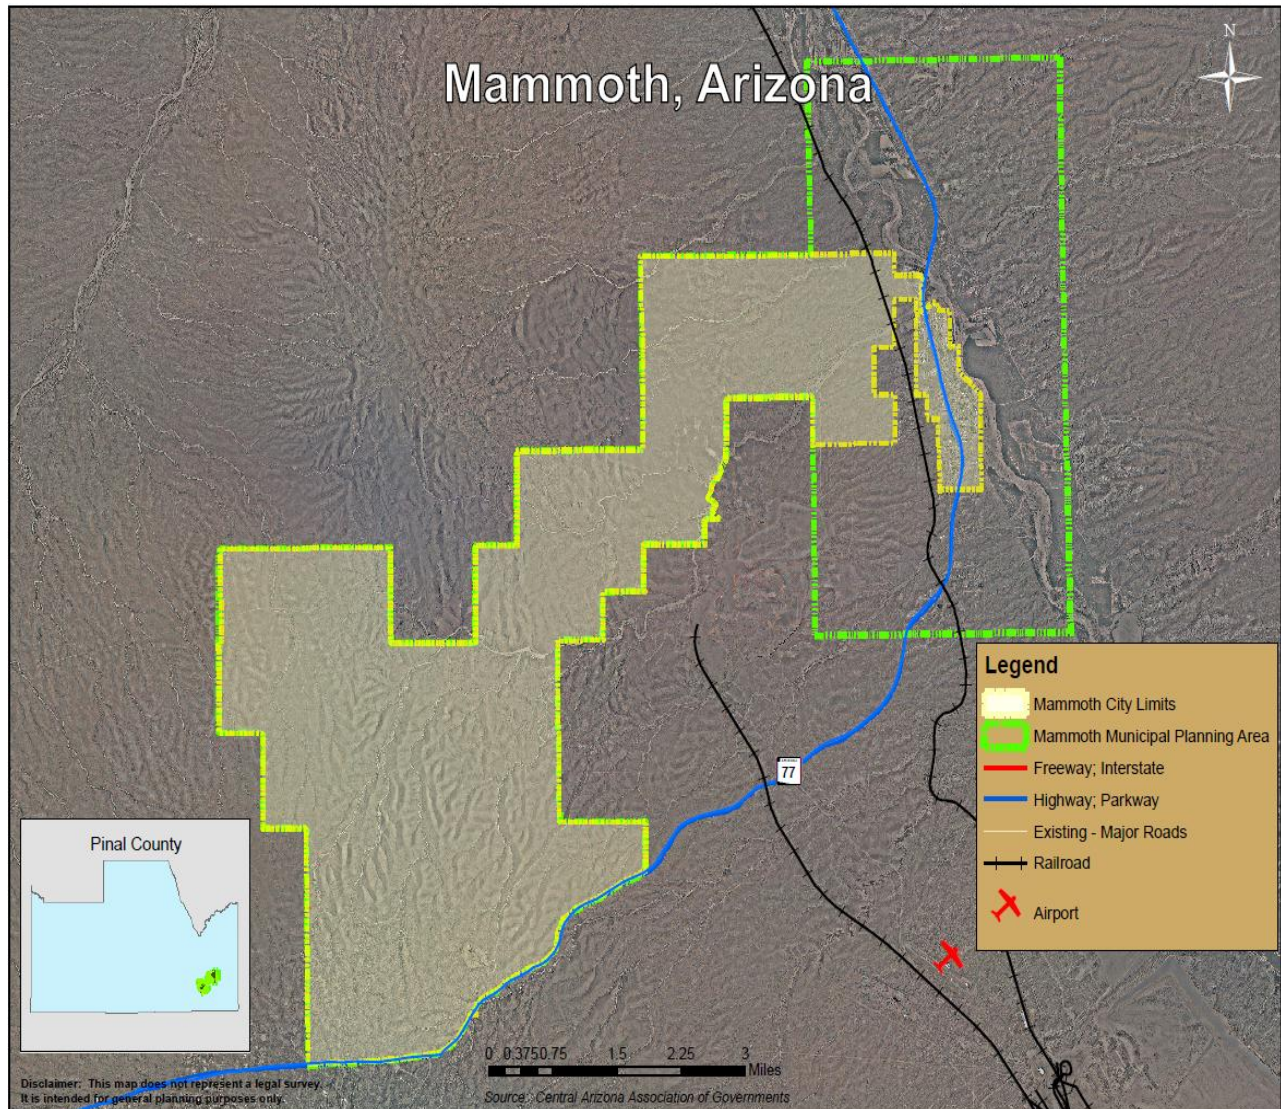 N
Mammoth, Arizona
77
Legend
Mammoth City Limits
Mammoth Municipal Planning Area
Freeway; Interstate
Highway; Parkway
Existing - Major Roads
Railroad
Airport
Pinal County
0 0.375 0.75 1.5 2.25 3
Miles
Disclaimer: This map does not represent a legal survey.
It is intended for general planning purposes only.
Source: Central Arizona Association of Governments